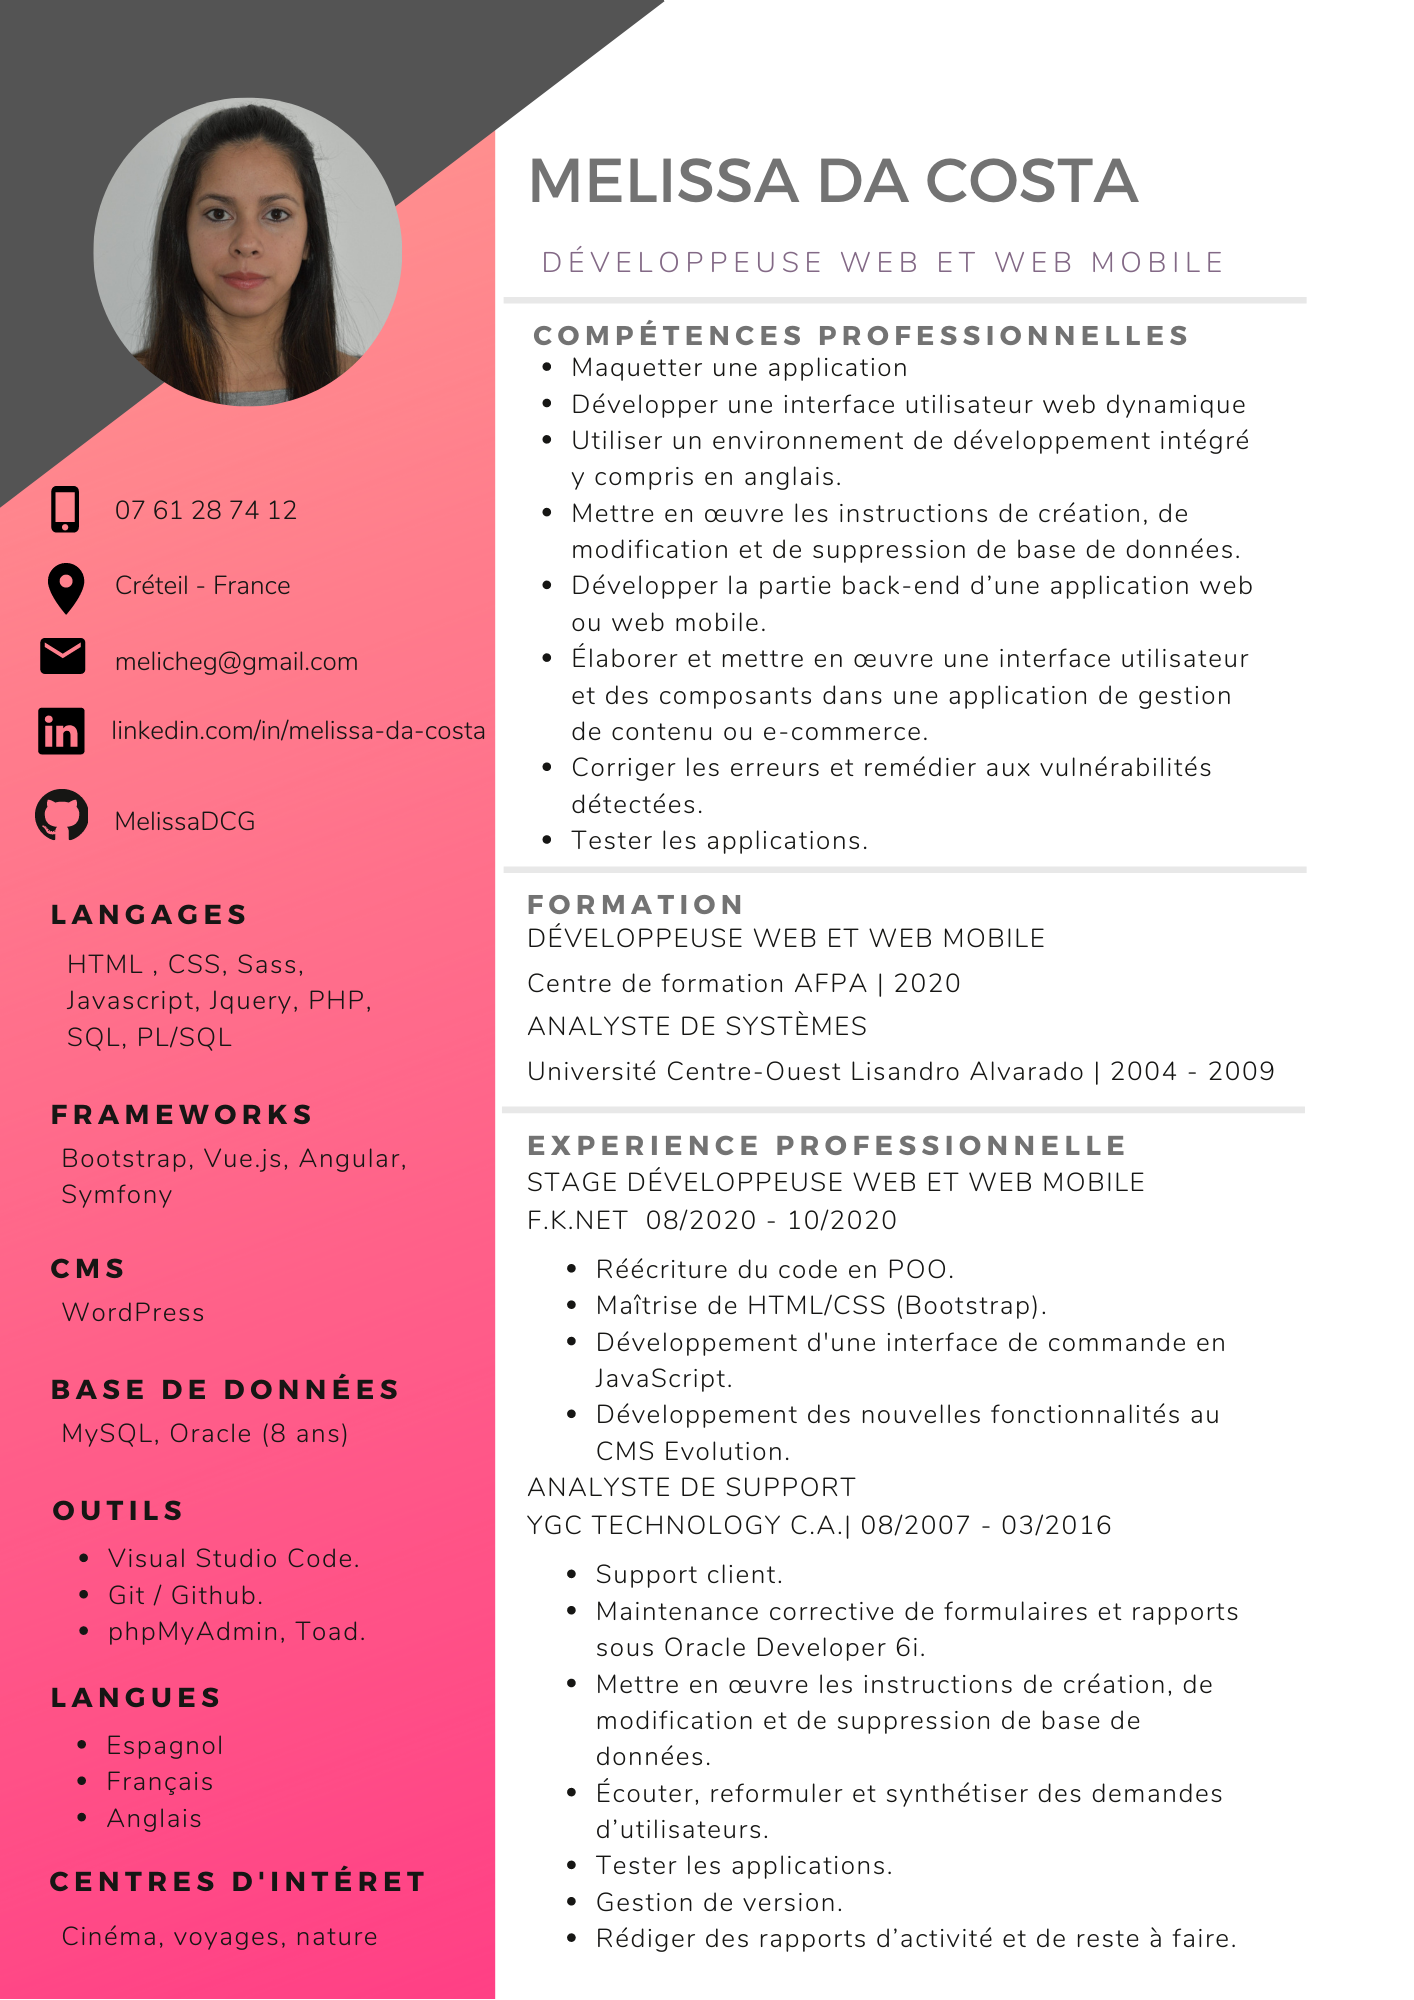 MELISSA DA COSTA
DÉVELOPPEUSE WEB ET WEB MOBILE
07 61 28 74 12
Créteil - France
melicheg@gmail.com
linkedin.com/in/melissa-da-costa
MelissaDCG
LANGAGES
HTML , CSS, Sass,
Javascript, Jquery, PHP,
SQL, PL/SQL
FRAMEWORKS
Bootstrap, Vue.js, Angular,
Symfony
CMS
WordPress
BASE DE DONNÉES
MySQL, Oracle (8 ans)
OUTILS
• Visual Studio Code.
• Git / Github.
• phpMyAdmin, Toad.
LANGUES
• Espagnol
• Français
• Anglais
CENTRES D'INTÉRET
Cinéma, voyages, nature
COMPÉTENCES PROFESSIONNELLES
• Maquetter une application
• Développer une interface utilisateur web dynamique
• Utiliser un environnement de développement intégré
y compris en anglais.
• Mettre en œuvre les instructions de création, de
modification et de suppression de base de données.
• Développer la partie back-end d’une application web
ou web mobile.
• Élaborer et mettre en œuvre une interface utilisateur
et des composants dans une application de gestion
de contenu ou e-commerce.
• Corriger les erreurs et remédier aux vulnérabilités
détectées.
• Tester les applications.
FORMATION
DÉVELOPPEUSE WEB ET WEB MOBILE
Centre de formation AFPA | 2020
ANALYSTE DE SYSTÈMES
Université Centre-Ouest Lisandro Alvarado | 2004 - 2009
EXPERIENCE PROFESSIONNELLE
STAGE DÉVELOPPEUSE WEB ET WEB MOBILE
F.K.NET 08/2020 - 10/2020
• Réécriture du code en POO.
• Maîtrise de HTML/CSS (Bootstrap).
• Développement d'une interface de commande en
JavaScript.
• Développement des nouvelles fonctionnalités au
CMS Evolution.
ANALYSTE DE SUPPORT
YGC TECHNOLOGY C.A.| 08/2007 - 03/2016
• Support client.
• Maintenance corrective de formulaires et rapports
sous Oracle Developer 6i.
• Mettre en œuvre les instructions de création, de
modification et de suppression de base de
données.
• Écouter, reformuler et synthétiser des demandes
d’utilisateurs.
• Tester les applications.
• Gestion de version.
• Rédiger des rapports d’activité et de reste à faire.